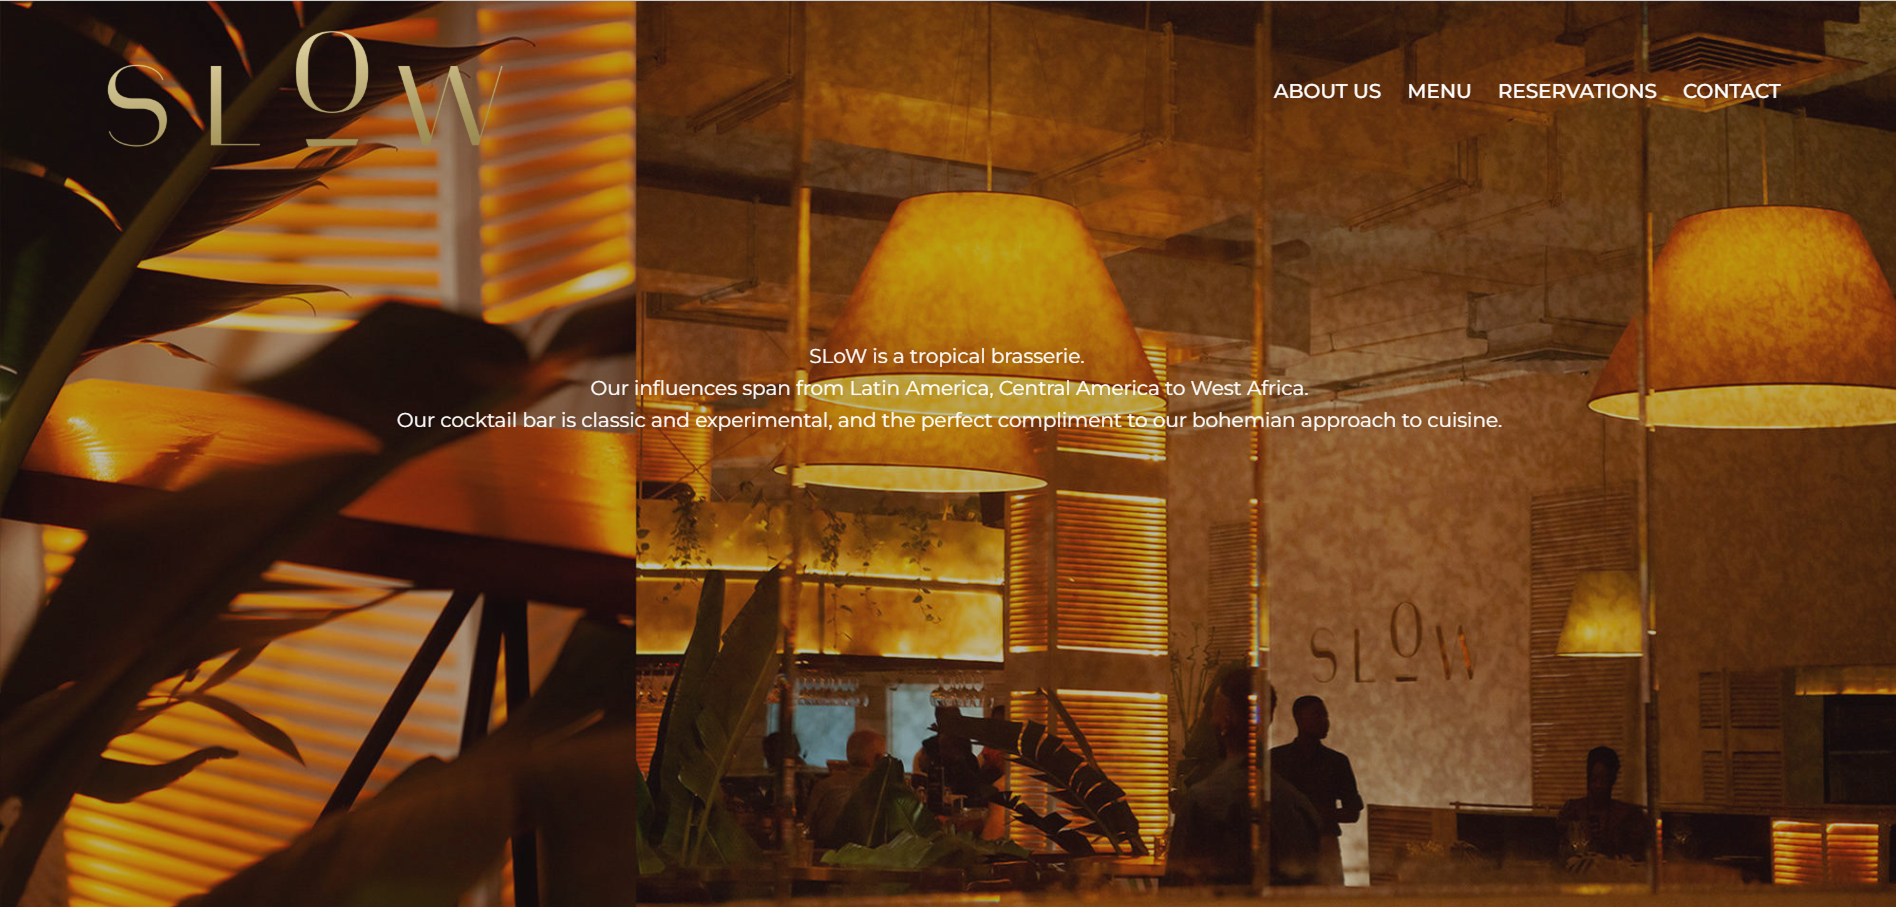 SLOW
ABOUT US MENU RESERVATIONS CONTACT
SLoW is a tropical brasserie.
Our influences span from Latin America, Central America to West Africa.
Our cocktail bar is classic and experimental, and the perfect compliment to our bohemian approach to cuisine.
SLOW